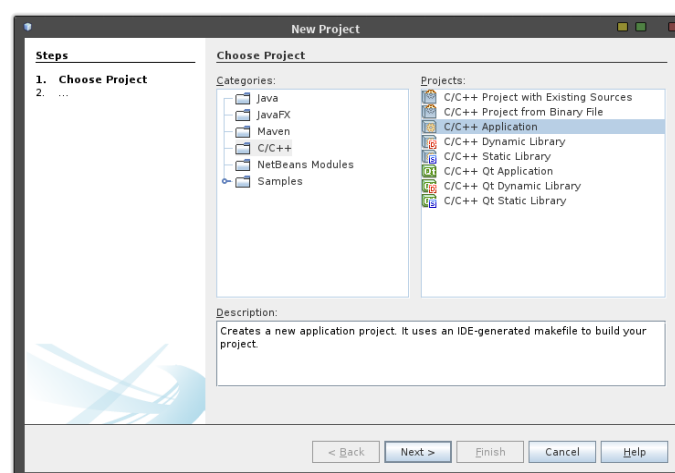 New Project
Steps
1. Choose Project
2. ...
Choose Project
Categories:
Java
JavaFX
Maven
C/C++
NetBeans Modules
Samples
Projects:
C/C++ Project with Existing Sources
C/C++ Project from Binary File
C/C++ Application
C/C++ Dynamic Library
C/C++ Static Library
C/C++ Qt Application
C/C++ Qt Dynamic Library
C/C++ Qt Static Library
Description:
Creates a new application project. It uses an IDE-generated makefile to build your
project.
< Back Next > Finish Cancel Help